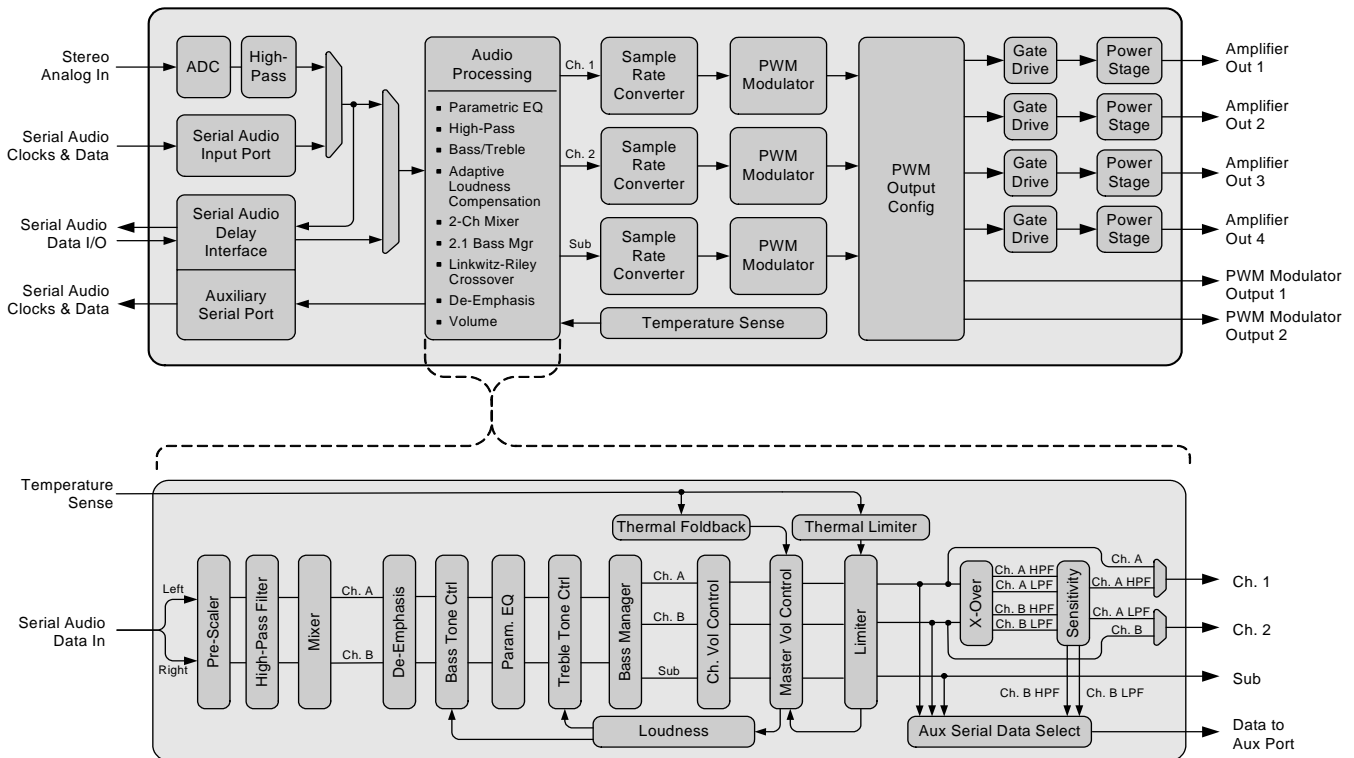 Stereo
Analog In
ADC
High-
Pass
Serial Audio
Clocks & Data
Serial Audio
Input Port
Serial Audio
Data I/O
Serial Audio
Delay
Interface
Serial Audio
Clocks & Data
Auxiliary
Serial Port
Audio
Processing
▪ Parametric EQ
▪ High-Pass
▪ Bass/Treble
▪ Adaptive
Loudness
Compensation
▪ 2-Ch Mixer
▪ 2.1 Bass Mgr
▪ Linkwitz-Riley
Crossover
▪ De-Emphasis
▪ Volume
Ch. 1
Sample
Rate
Converter
PWM
Modulator
Ch. 2
Sample
Rate
Converter
PWM
Modulator
Sub
Sample
Rate
Converter
PWM
Modulator
Temperature Sense
PWM
Output
Config
Gate
Drive
Power
Stage
Amplifier
Out 1
Gate
Drive
Power
Stage
Amplifier
Out 2
Gate
Drive
Power
Stage
Amplifier
Out 3
Gate
Drive
Power
Stage
Amplifier
Out 4
PWM Modulator
Output 1
PWM Modulator
Output 2
Temperature
Sense
Thermal Foldback
Thermal Limiter
Serial Audio
Data In
Left
Right
Pre-Scaler
High-Pass Filter
Mixer
Ch. A
Ch. B
De-Emphasis
Bass Tone Ctrl
Param. EQ
Treble Tone Ctrl
Bass Manager
Ch. A
Ch. B
Sub
Ch. Vol Control
Master Vol Control
Limiter
Loudness
X-Over
Ch. A HPF
Ch. A LPF
Ch. B HPF
Ch. B LPF
Sensitivity
Ch. A
Ch. A HPF
Ch. A LPF
Ch. B
Ch. B HPF
Ch. B LPF
Aux Serial Data Select
Ch. 1
Ch. 2
Sub
Data to
Aux Port